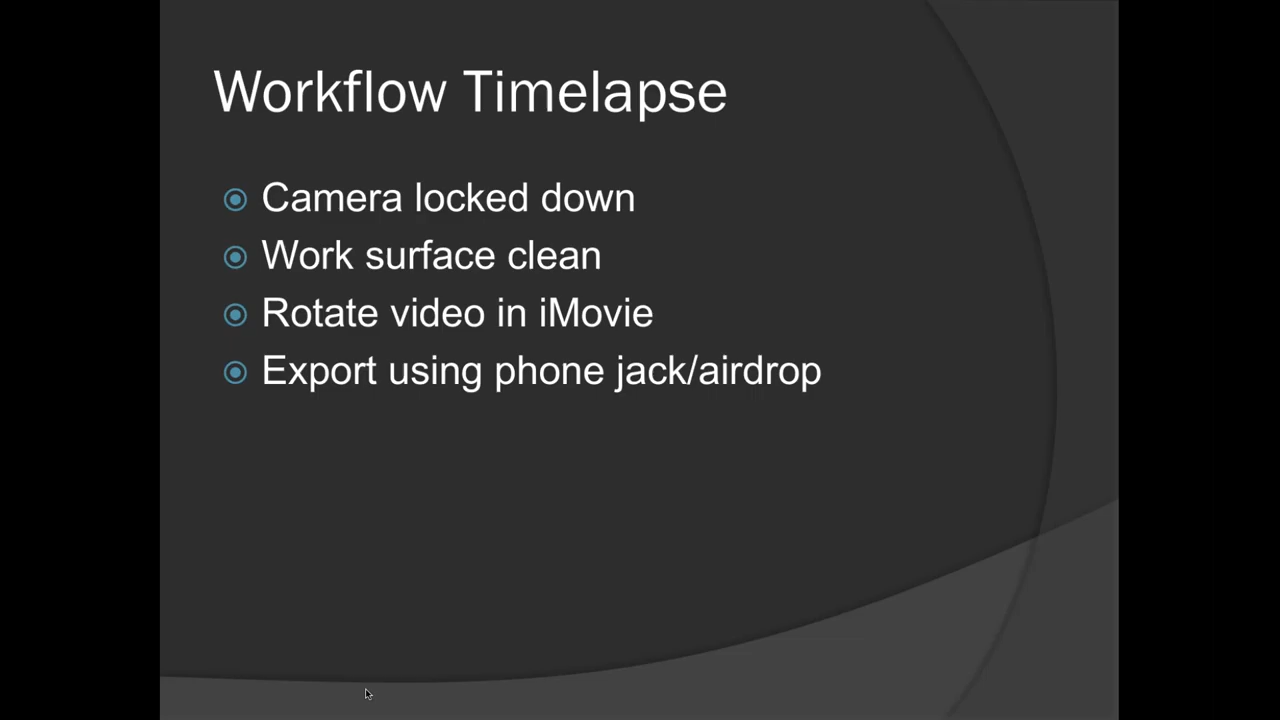 Workflow Timelapse
Camera locked down
Work surface clean
Rotate video in iMovie
Export using phone jack/airdrop